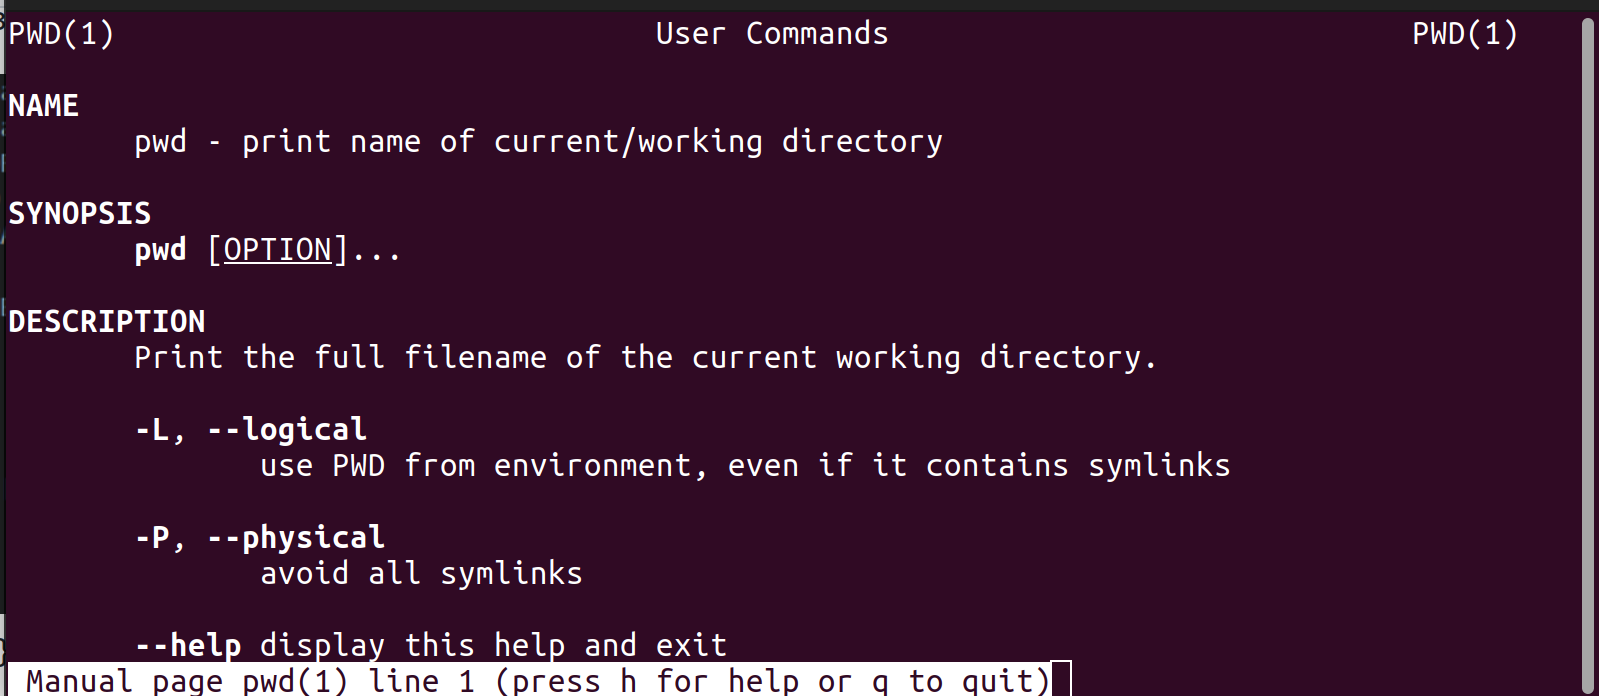 PWD(1) User Commands PWD(1)
NAME
pwd - print name of current/working directory
SYNOPSIS
pwd [OPTION]...
DESCRIPTION
Print the full filename of the current working directory.
-L, --logical
use PWD from environment, even if it contains symlinks
-P, --physical
avoid all symlinks
--help display this help and exit
Manual page pwd(1) line 1 (press h for help or q to quit)